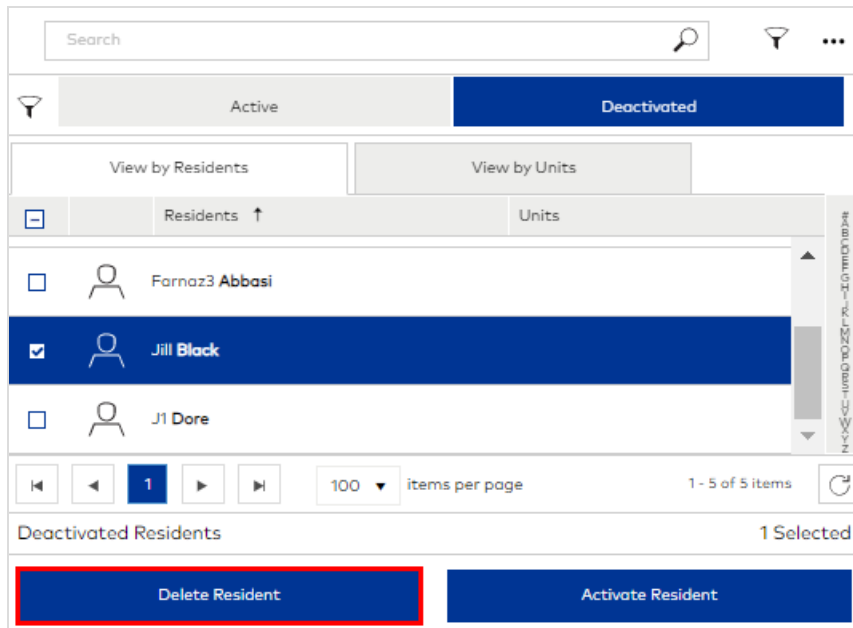 Search
Active
Deactivated
View by Residents
View by Units
Residents ↑
Units
Farnaz3 Abbasi
Jill Black
J1 Dore
1
100
items per page
1 - 5 of 5 items
Deactivated Residents
1 Selected
Delete Resident
Activate Resident